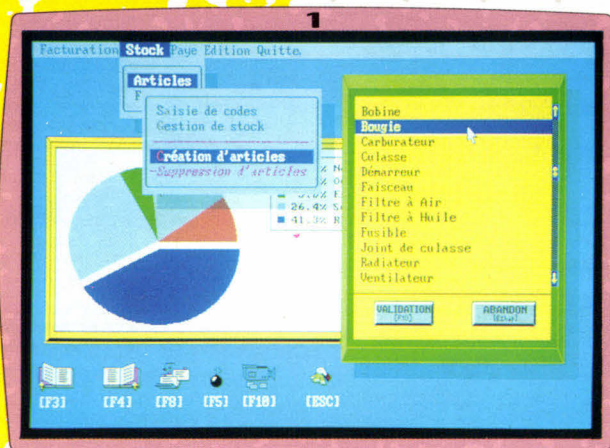 1
Facturation Stock Paye Edition Quitte.
Articles
F
Saisie de codes
Gestion de stock
Création d'articles
-Suppression d'articles
26.4%
41.3%
Bobine
Bougie
Carburateur
Culasse
Démarreur
Faisceau
Filtre à Air
Filtre à Huile
Fusible
Joint de culasse
Radiateur
Ventilateur
VALIDATION
[F10]
ABANDON
[Echap]
[F3] [F4] [F8] [F5] [F10] [ESC]